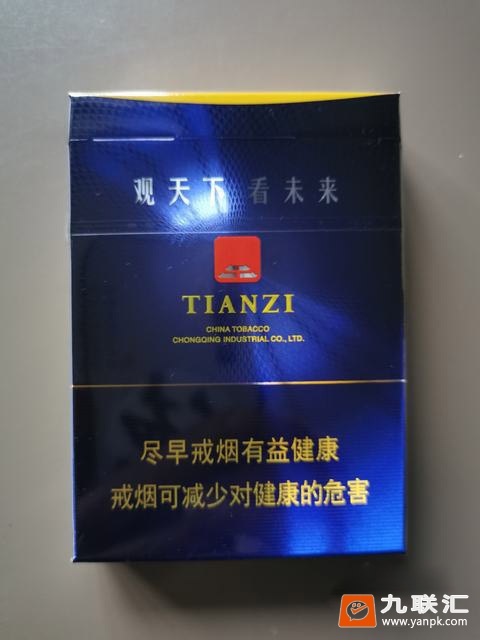 观天下 看未来
TIANZI
CHINA TOBACCO
CHONGQING INDUSTRIAL CO., LTD.
尽早戒烟有益健康
戒烟可减少对健康的危害
九联汇
www.yanpk.com